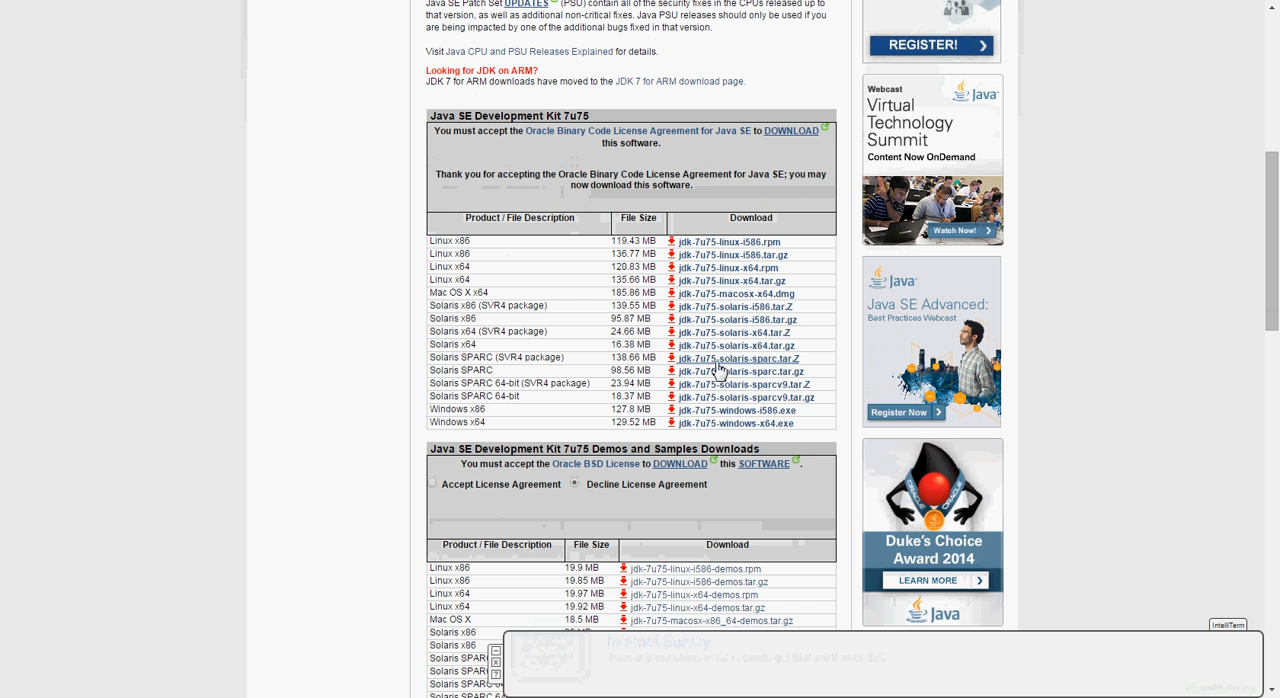 Java SE Patch Set UPDATES (PSU) contain all of the security fixes in the CPUs released up to
that version, as well as additional non-critical fixes. Java PSU releases should only be used if you
are being impacted by one of the additional bugs fixed in that version.
Visit Java CPU and PSU Releases Explained for details.
Looking for JDK on ARM?
JDK 7 for ARM downloads have moved to the JDK 7 for ARM download page.
Java SE Development Kit 7u75
You must accept the Oracle Binary Code License Agreement for Java SE to DOWNLOAD
this software.
Thank you for accepting the Oracle Binary Code License Agreement for Java SE; you may
now download this software.
Product / File Description File Size Download
Linux x86 119.43 MB jdk-7u75-linux-i586.rpm
Linux x86 136.77 MB jdk-7u75-linux-i586.tar.gz
Linux x64 120.83 MB jdk-7u75-linux-x64.rpm
Linux x64 135.66 MB jdk-7u75-linux-x64.tar.gz
Mac OS X x64 185.86 MB jdk-7u75-macosx-x64.dmg
Solaris x86 (SVR4 package) 139.55 MB jdk-7u75-solaris-i586.tar.Z
Solaris x86 95.87 MB jdk-7u75-solaris-i586.tar.gz
Solaris x64 (SVR4 package) 24.66 MB jdk-7u75-solaris-x64.tar.Z
Solaris x64 16.38 MB jdk-7u75-solaris-x64.tar.gz
Solaris SPARC (SVR4 package) 138.66 MB jdk-7u75-solaris-sparc.tar.Z
Solaris SPARC 98.56 MB jdk-7u75-solaris-sparc.tar.gz
Solaris SPARC 64-bit (SVR4 package) 23.94 MB jdk-7u75-solaris-sparcv9.tar.Z
Solaris SPARC 64-bit 18.37 MB jdk-7u75-solaris-sparcv9.tar.gz
Windows x86 127.8 MB jdk-7u75-windows-i586.exe
Windows x64 129.52 MB jdk-7u75-windows-x64.exe
Java SE Development Kit 7u75 Demos and Samples Downloads
You must accept the Oracle BSD License to DOWNLOAD this SOFTWARE .
Accept License Agreement Decline License Agreement
Product / File Description File Size Download
Linux x86 19.9 MB jdk-7u75-linux-i586-demos.rpm
Linux x86 19.85 MB jdk-7u75-linux-i586-demos.tar.gz
Linux x64 19.97 MB jdk-7u75-linux-x64-demos.rpm
Linux x64 19.92 MB jdk-7u75-linux-x64-demos.tar.gz
Mac OS X 18.5 MB jdk-7u75-macosx-x86_64-demos.tar.gz
Solaris x86
Solaris x86
Solaris SPARC
Solaris SPARC
REGISTER!
Webcast
Java
Virtual
Technology
Summit
Content Now OnDemand
Watch Now!
Java
Java SE Advanced:
Best Practices Webcast
Register Now
ORACLE
Duke's Choice
Award 2014
LEARN MORE
Java
IntelliTerm